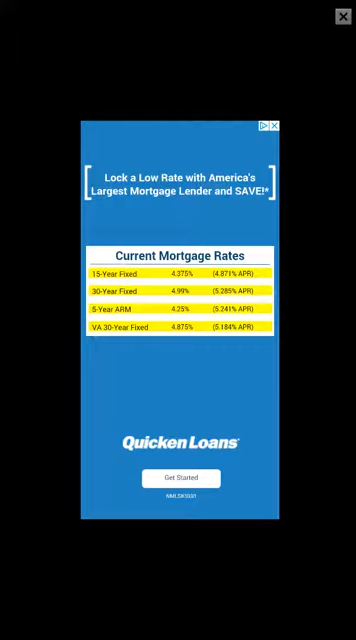 Lock a Low Rate with America's
Largest Mortgage Lender and SAVE!*
Current Mortgage Rates
15-Year Fixed 4.375% (4.871% APR)
30-Year Fixed 4.99% (5.285% APR)
5-Year ARM 4.25% (5.241% APR)
VA 30-Year Fixed 4.875% (5.184% APR)
Quicken Loans
Get Started